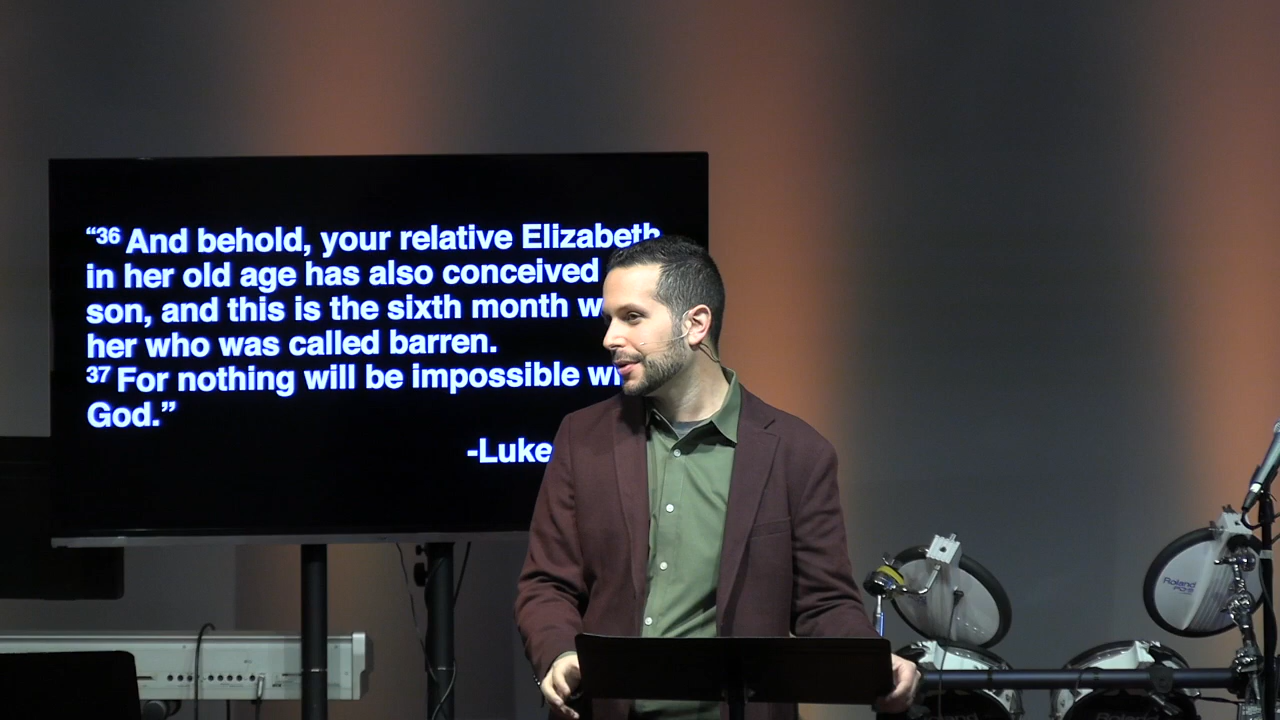 “36 And behold, your relative Elizabeth
in her old age has also conceived
son, and this is the sixth month
her who was called barren.
37 For nothing will be impossible
God.”
-Luke
Roland